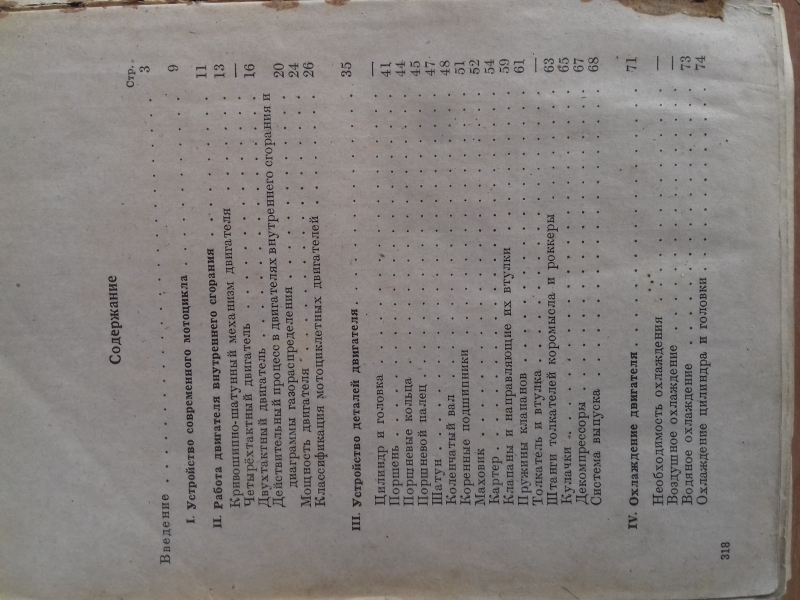 Содержание
Стр.
Введение . . . . . . . . . . . . 3
I. Устройство современного мотоцикла . . . . . . 9
II. Работа двигателя внутреннего сгорания . . . . . 11
Кривошипно-шатунный механизм двигателя . . . . . 13
Четырёхтактный двигатель . . . . . . . . —
Двухтактный двигатель . . . . . . . . 16
Действительный процесс в двигателях внутреннего сгорания и
диаграммы газораспределения . . . . . . . 20
Мощность двигателя . . . . . . . . . 24
Классификация мотоциклетных двигателей . . . . . 26
III. Устройство деталей двигателя . . . . . . . 35
Цилиндр и головка . . . . . . . . . —
Поршень . . . . . . . . . . . 41
Поршневые кольца . . . . . . . . . 44
Поршневой палец . . . . . . . . . 45
Шатун . . . . . . . . . . . . 47
Коленчатый вал . . . . . . . . . . 48
Коренные подшипники . . . . . . . . 51
Маховик . . . . . . . . . . . 52
Картер . . . . . . . . . . . 54
Клапаны и направляющие их втулки . . . . . . 59
Пружины клапанов . . . . . . . . . 61
Толкатель и втулка . . . . . . . . . —
Штанги толкателей коромысла и роккеры . . . . . 63
Кулачки . . . . . . . . . . . 65
Декомпрессоры . . . . . . . . . . 67
Система выпуска . . . . . . . . . . 68
IV. Охлаждение двигателя . . . . . . . . . 71
Необходимость охлаждения . . . . . . . —
Воздушное охлаждение . . . . . . . . —
Водяное охлаждение . . . . . . . . . 73
Охлаждение цилиндра и головки . . . . . . 74
318